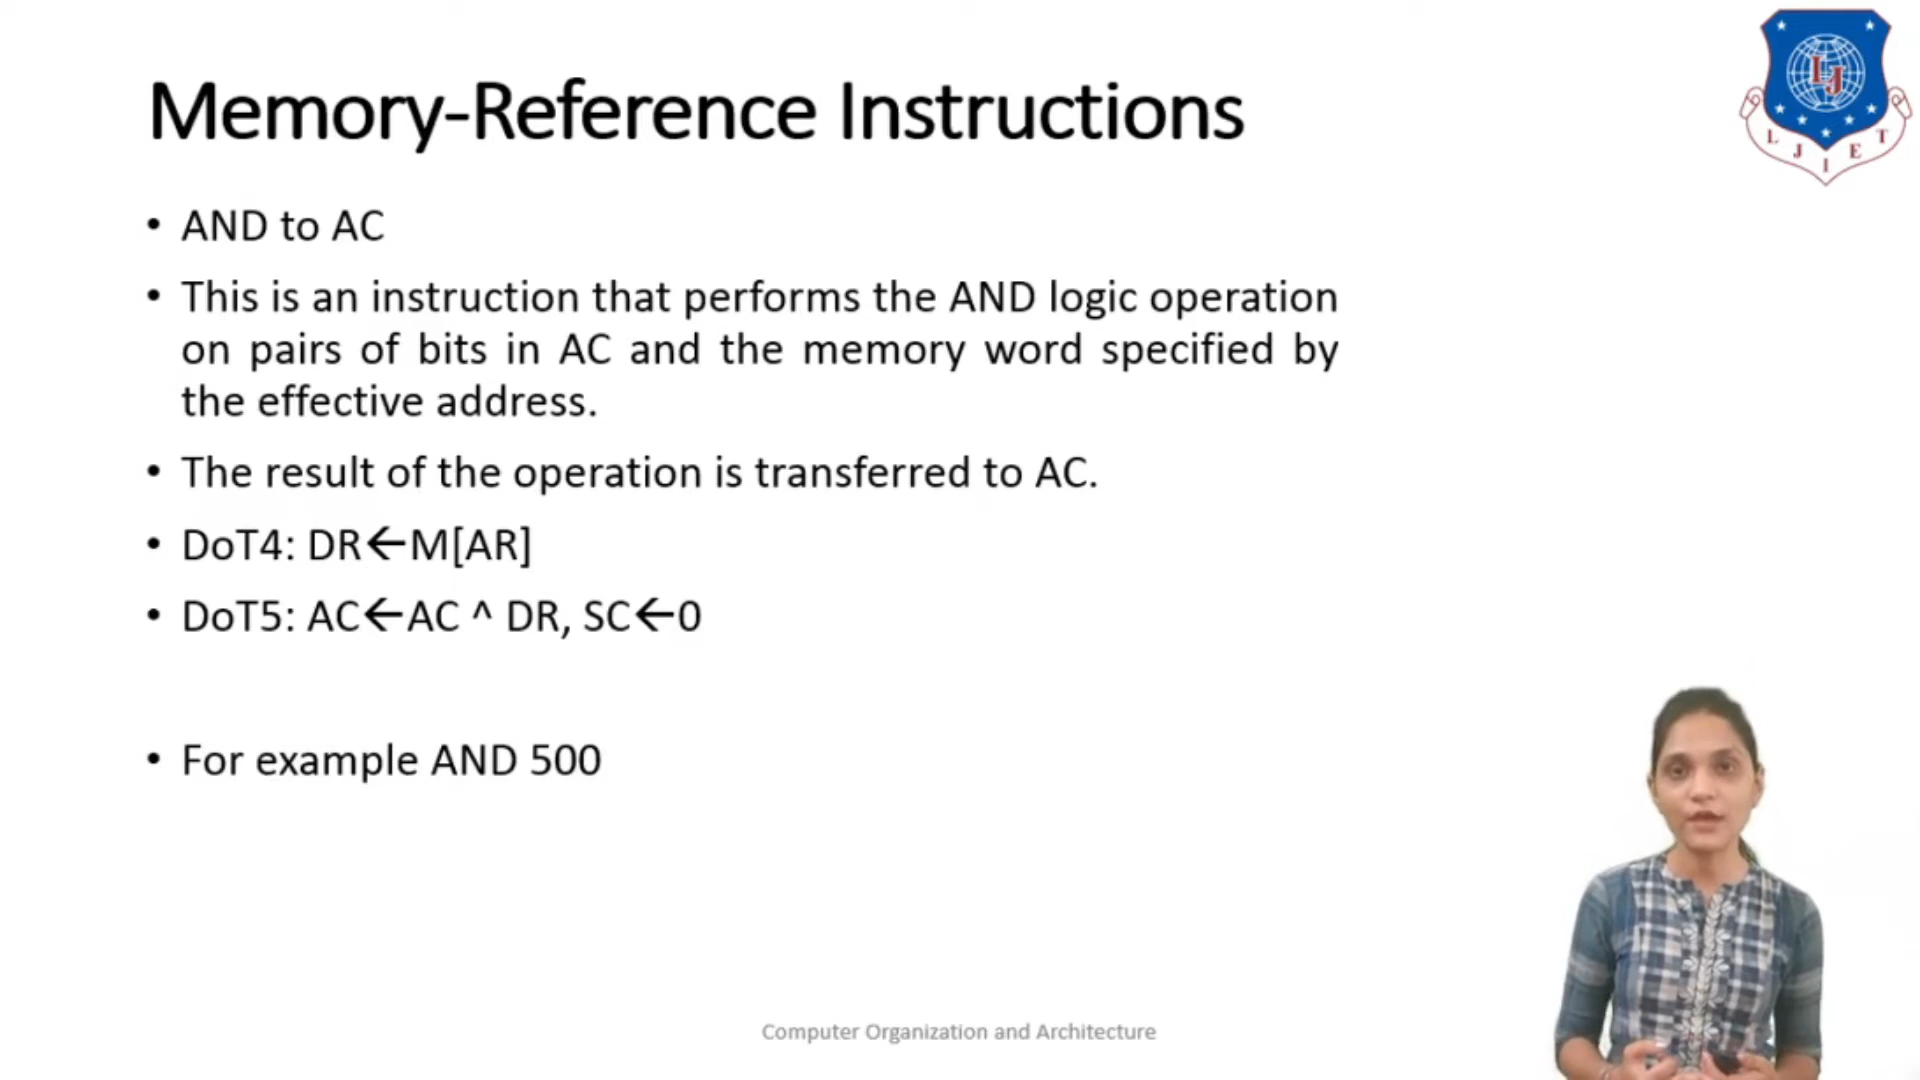 Memory-Reference Instructions
• AND to AC
• This is an instruction that performs the AND logic operation
on pairs of bits in AC and the memory word specified by
the effective address.
• The result of the operation is transferred to AC.
• DoT4: DR←M[AR]
• DoT5: AC←AC ^ DR, SC←0
• For example AND 500
Computer Organization and Architecture
LJ
L J I E T